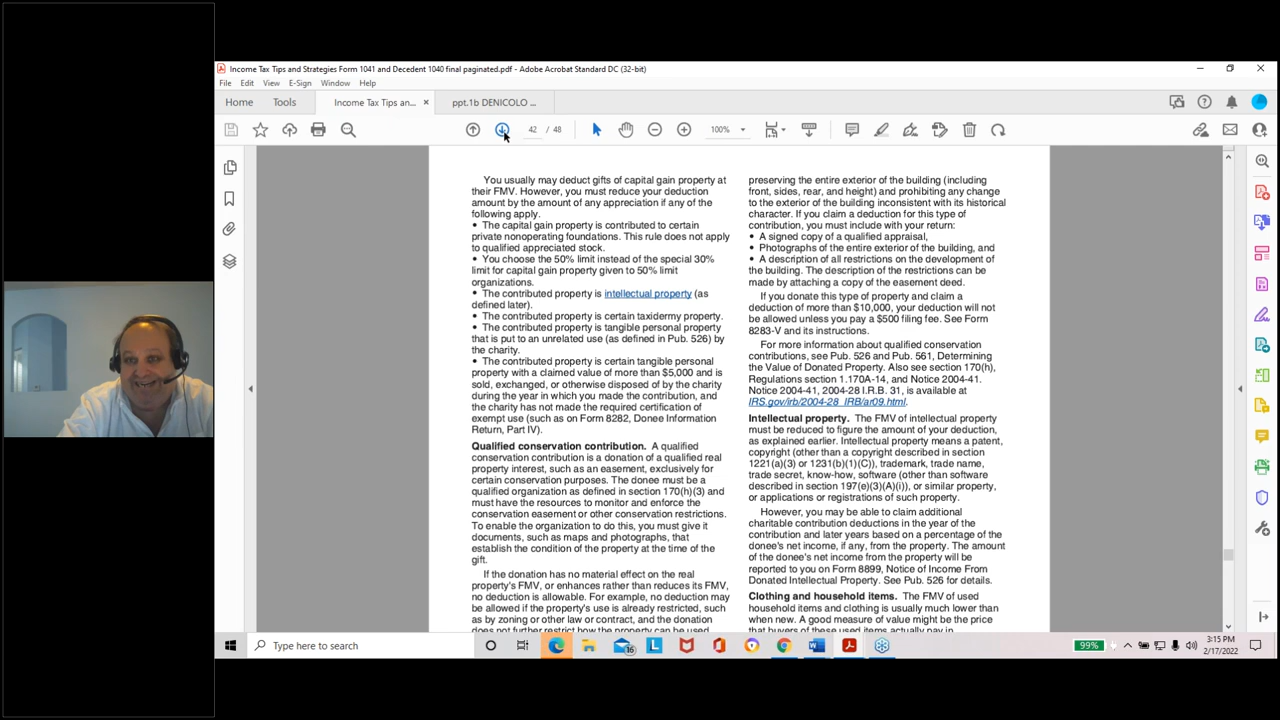 Income Tax Tips and Strategies Form 1041 and Decedent 1040 final paginated.pdf - Adobe Acrobat Standard DC (32-bit)
File Edit View E-Sign Window Help
Home Tools Income Tax Tips an... × ppt.1b DENICOLO ...
42 / 48 100%
You usually may deduct gifts of capital gain property at
their FMV. However, you must reduce your deduction
amount by the amount of any appreciation if any of the
following apply.
• The capital gain property is contributed to certain
private nonoperating foundations. This rule does not apply
to qualified appreciated stock.
• You choose the 50% limit instead of the special 30%
limit for capital gain property given to 50% limit
organizations.
• The contributed property is intellectual property (as
defined later).
• The contributed property is certain taxidermy property.
• The contributed property is tangible personal property
that is put to an unrelated use (as defined in Pub. 526) by
the charity.
• The contributed property is certain tangible personal
property with a claimed value of more than $5,000 and is
sold, exchanged, or otherwise disposed of by the charity
during the year in which you made the contribution, and
the charity has not made the required certification of
exempt use (such as on Form 8282, Donee Information
Return, Part IV).
Qualified conservation contribution. A qualified
conservation contribution is a donation of a qualified real
property interest, such as an easement, exclusively for
certain conservation purposes. The donee must be a
qualified organization as defined in section 170(h)(3) and
must have the resources to monitor and enforce the
conservation easement or other conservation restrictions.
To enable the organization to do this, you must give it
documents, such as maps and photographs, that
establish the condition of the property at the time of the
gift.
If the donation has no material effect on the real
property's FMV, or enhances rather than reduces its FMV,
no deduction is allowable. For example, no deduction may
be allowed if the property's use is already restricted, such
as by zoning or other law or contract, and the donation
does not further restrict how the property can be used
preserving the entire exterior of the building (including
front, sides, rear, and height) and prohibiting any change
to the exterior of the building inconsistent with its historical
character. If you claim a deduction for this type of
contribution, you must include with your return:
• A signed copy of a qualified appraisal,
• Photographs of the entire exterior of the building, and
• A description of all restrictions on the development of
the building. The description of the restrictions can be
made by attaching a copy of the easement deed.
If you donate this type of property and claim a
deduction of more than $10,000, your deduction will not
be allowed unless you pay a $500 filing fee. See Form
8283-V and its instructions.
For more information about qualified conservation
contributions, see Pub. 526 and Pub. 561, Determining
the Value of Donated Property. Also see section 170(h),
Regulations section 1.170A-14, and Notice 2004-41.
Notice 2004-41, 2004-28 I.R.B. 31, is available at
IRS.gov/irb/2004-28_IRB/ar09.html.
Intellectual property. The FMV of intellectual property
must be reduced to figure the amount of your deduction,
as explained earlier. Intellectual property means a patent,
copyright (other than a copyright described in section
1221(a)(3) or 1231(b)(1)(C)), trademark, trade name,
trade secret, know-how, software (other than software
described in section 197(e)(3)(A)(i)), or similar property,
or applications or registrations of such property.
However, you may be able to claim additional
charitable contribution deductions in the year of the
contribution and later years based on a percentage of the
donee's net income, if any, from the property. The amount
of the donee's net income from the property will be
reported to you on Form 8899, Notice of Income From
Donated Intellectual Property. See Pub. 526 for details.
Clothing and household items. The FMV of used
household items and clothing is usually much lower than
when new. A good measure of value might be the price
that buyers of these used items actually pay in
Type here to search
16
99%
3:15 PM
2/17/2022